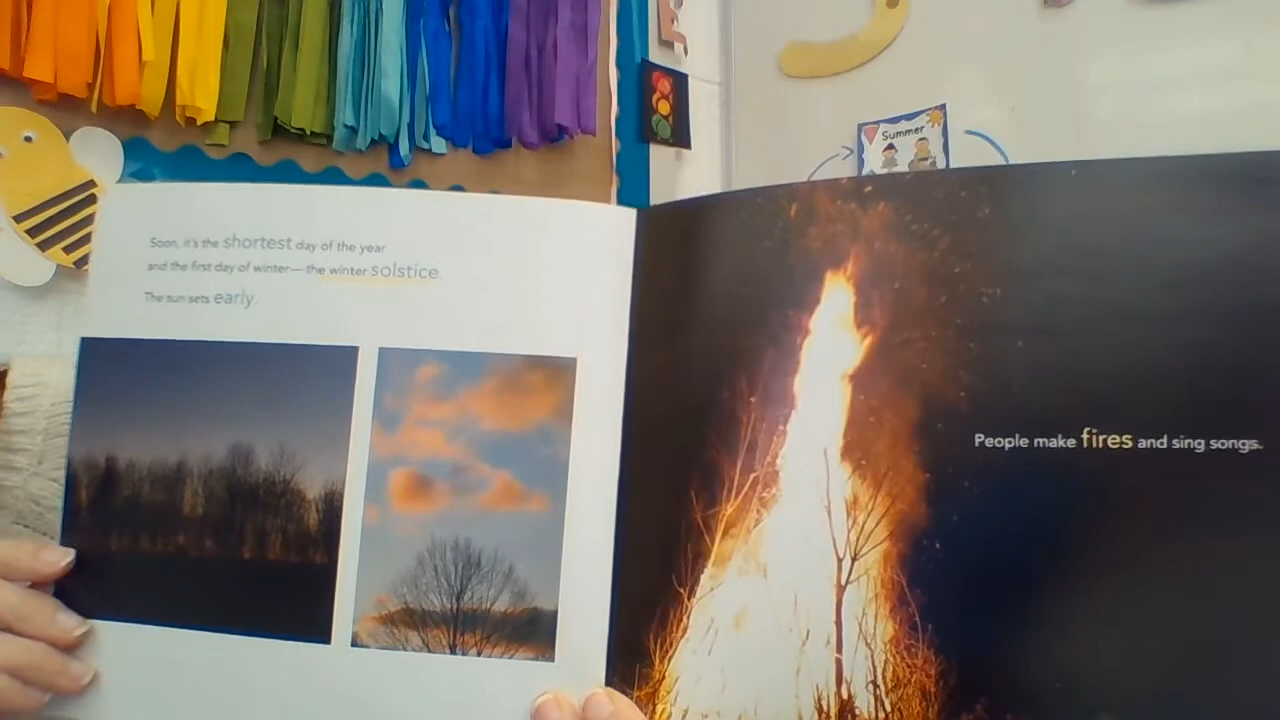 Summer
Soon, it's the shortest day of the year
and the first day of winter—the winter solstice.
The sun sets early.
People make fires and sing songs.